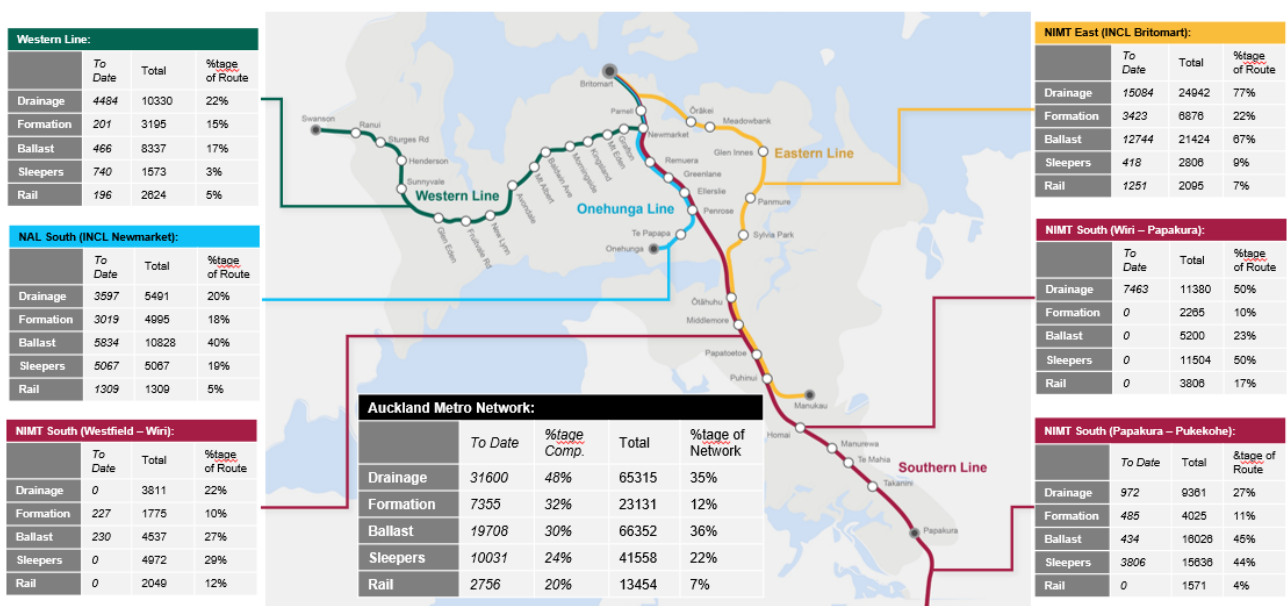 Western Line:
To Date Total %tage of Route
Drainage 4484 10330 22%
Formation 201 3195 15%
Ballast 466 8337 17%
Sleepers 740 1573 3%
Rail 196 2624 5%
NAL South (INCL Newmarket):
To Date Total %tage of Route
Drainage 3597 5491 20%
Formation 3019 4995 18%
Ballast 5834 10828 40%
Sleepers 5067 5067 19%
Rail 1309 1309 5%
NIMT South (Westfield – Wiri):
To Date Total %tage of Route
Drainage 0 3811 22%
Formation 227 1775 10%
Ballast 230 4537 27%
Sleepers 0 4972 29%
Rail 0 2049 12%
Britomart
Parnell
Ōrākei
Meadowbank
Swanson
Ranui
Sturges Rd
Newmarket
Grafton
Mt Eden
Kingsland
Morningside
Baldwin Ave
Mt Albert
Avondale
Glen Innes
Eastern Line
Henderson
Sunnyvale
Remuera
Greenlane
Western Line
Ellerslie
Onehunga Line
Penrose
Panmure
Glen Eden
Fruitvale Rd
New Lynn
Te Papapa
Onehunga
Sylvia Park
Ōtāhuhu
Middlemore
Papatoetoe
Puhinui
Manukau
Homai
Manurewa
Te Mahia
Southern Line
Takanini
Papakura
Auckland Metro Network:
To Date %tage Comp. Total %tage of Network
Drainage 31600 48% 65315 35%
Formation 7355 32% 23131 12%
Ballast 19708 30% 66352 36%
Sleepers 10031 24% 41558 22%
Rail 2756 20% 13454 7%
NIMT East (INCL Britomart):
To Date Total %tage of Route
Drainage 15084 24942 77%
Formation 3423 6876 22%
Ballast 12744 21424 67%
Sleepers 418 2806 9%
Rail 1251 2095 7%
NIMT South (Wiri – Papakura):
To Date Total %tage of Route
Drainage 7463 11380 50%
Formation 0 2265 10%
Ballast 0 5200 23%
Sleepers 0 11504 50%
Rail 0 3806 17%
NIMT South (Papakura – Pukekohe):
To Date Total &tage of Route
Drainage 972 9361 27%
Formation 485 4025 11%
Ballast 434 16026 45%
Sleepers 3806 15636 44%
Rail 0 1571 4%